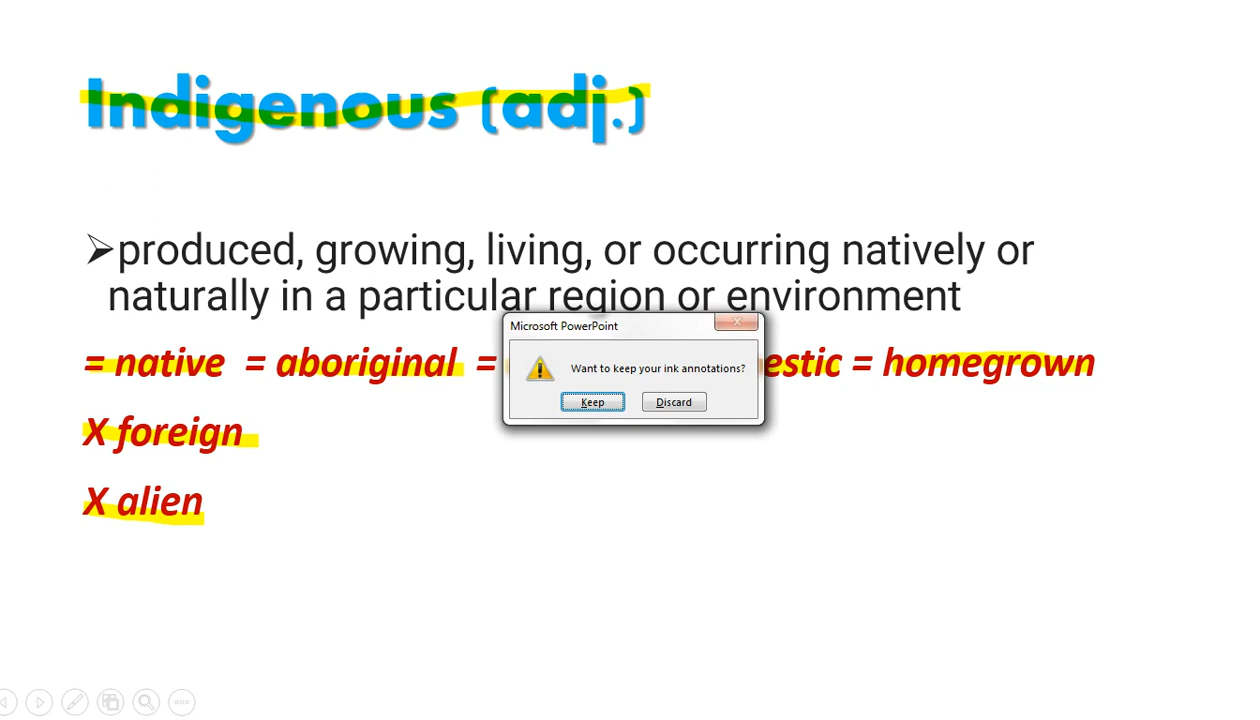 Indigenous (adj.)
➢produced, growing, living, or occurring natively or
naturally in a particular region or environment
= native = aboriginal = estic = homegrown
X foreign
X alien
Microsoft PowerPoint
Want to keep your ink annotations?
Keep
Discard